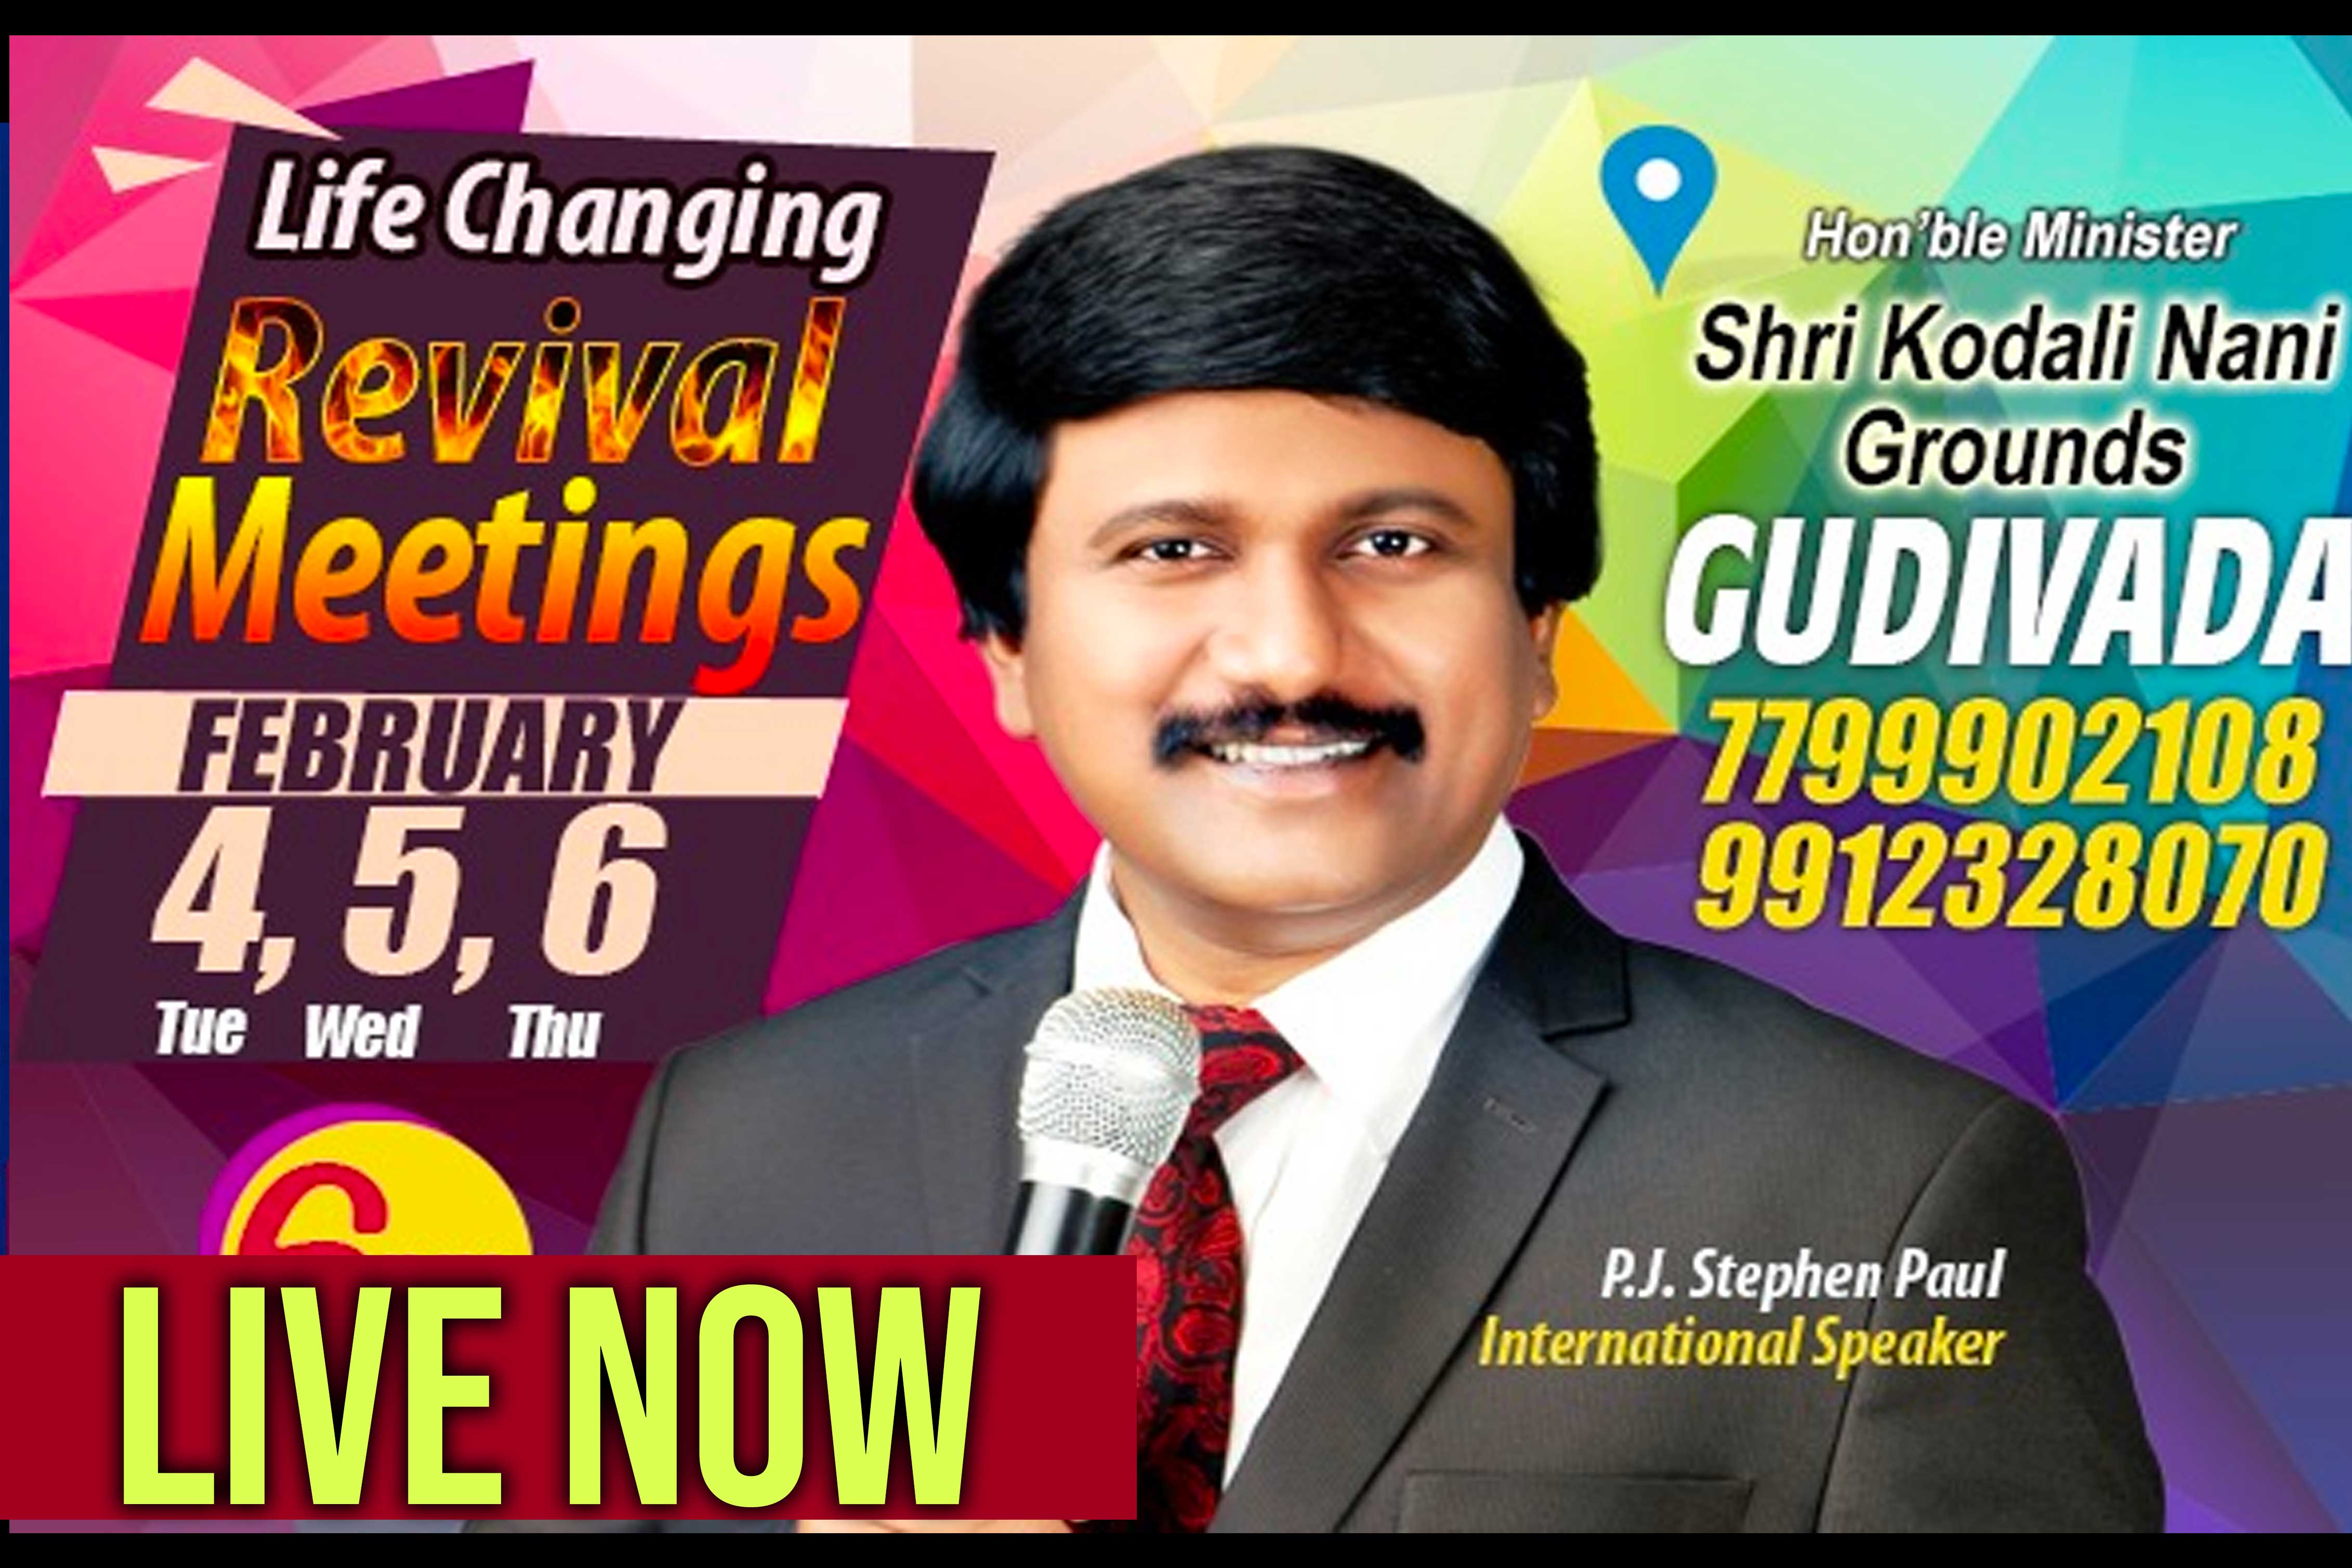 Life Changing
Revival
Meetings
FEBRUARY
4, 5, 6
Tue Wed Thu
6
LIVE NOW
Hon'ble Minister
Shri Kodali Nani
Grounds
GUDIVADA
7799902108
9912328070
P.J. Stephen Paul
International Speaker